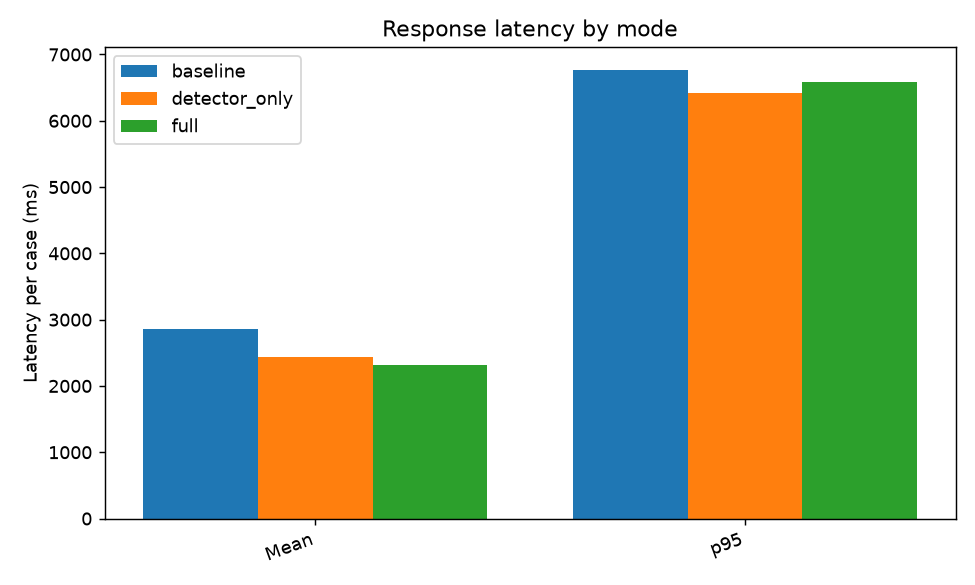 Response latency by mode
baseline
detector_only
full
Latency per case (ms)
7000
6000
5000
4000
3000
2000
1000
0
Mean
p95